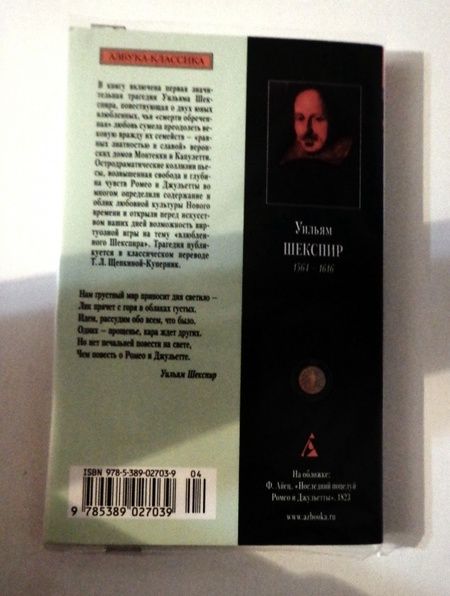 АЗБУКА-КЛАССИКА
В книгу включена первая значи-
тельная трагедия Уильяма Шек-
спира, повествующая о двух юных
влюбленных, чья «смерти обречен-
ная» любовь сумела преодолеть ве-
ковую вражду их семейств – «рав-
ных знатностью и славой» верон-
ских домов Монтекки и Капулетти.
Остродраматические коллизии пье-
сы, возвышенная свобода и глуби-
на чувств Ромео и Джульетты во
многом определили содержание и
облик любовной культуры Нового
времени и открыли перед искусст-
вом наших дней возможность вир-
туозной игры на тему «влюблен-
ного Шекспира». Трагедия публи-
куется в классическом переводе
Т. Л. Щепкиной-Куперник.
Нам грустный мир приносит дня светило –
Лик прячет с горя в облаках густых.
Идем, рассудим обо всем, что было.
Одних – прощенье, кара ждет других.
Но нет печальней повести на свете,
Чем повесть о Ромео и Джульетте.
Уильям Шекспир
ISBN 978-5-389-02703-9
04
9 785389 027039
Уильям
ШЕКСПИР
1564 – 1616
На обложке:
Ф. Айец. «Последний поцелуй
Ромео и Джульетты». 1823
www.azbooka.ru